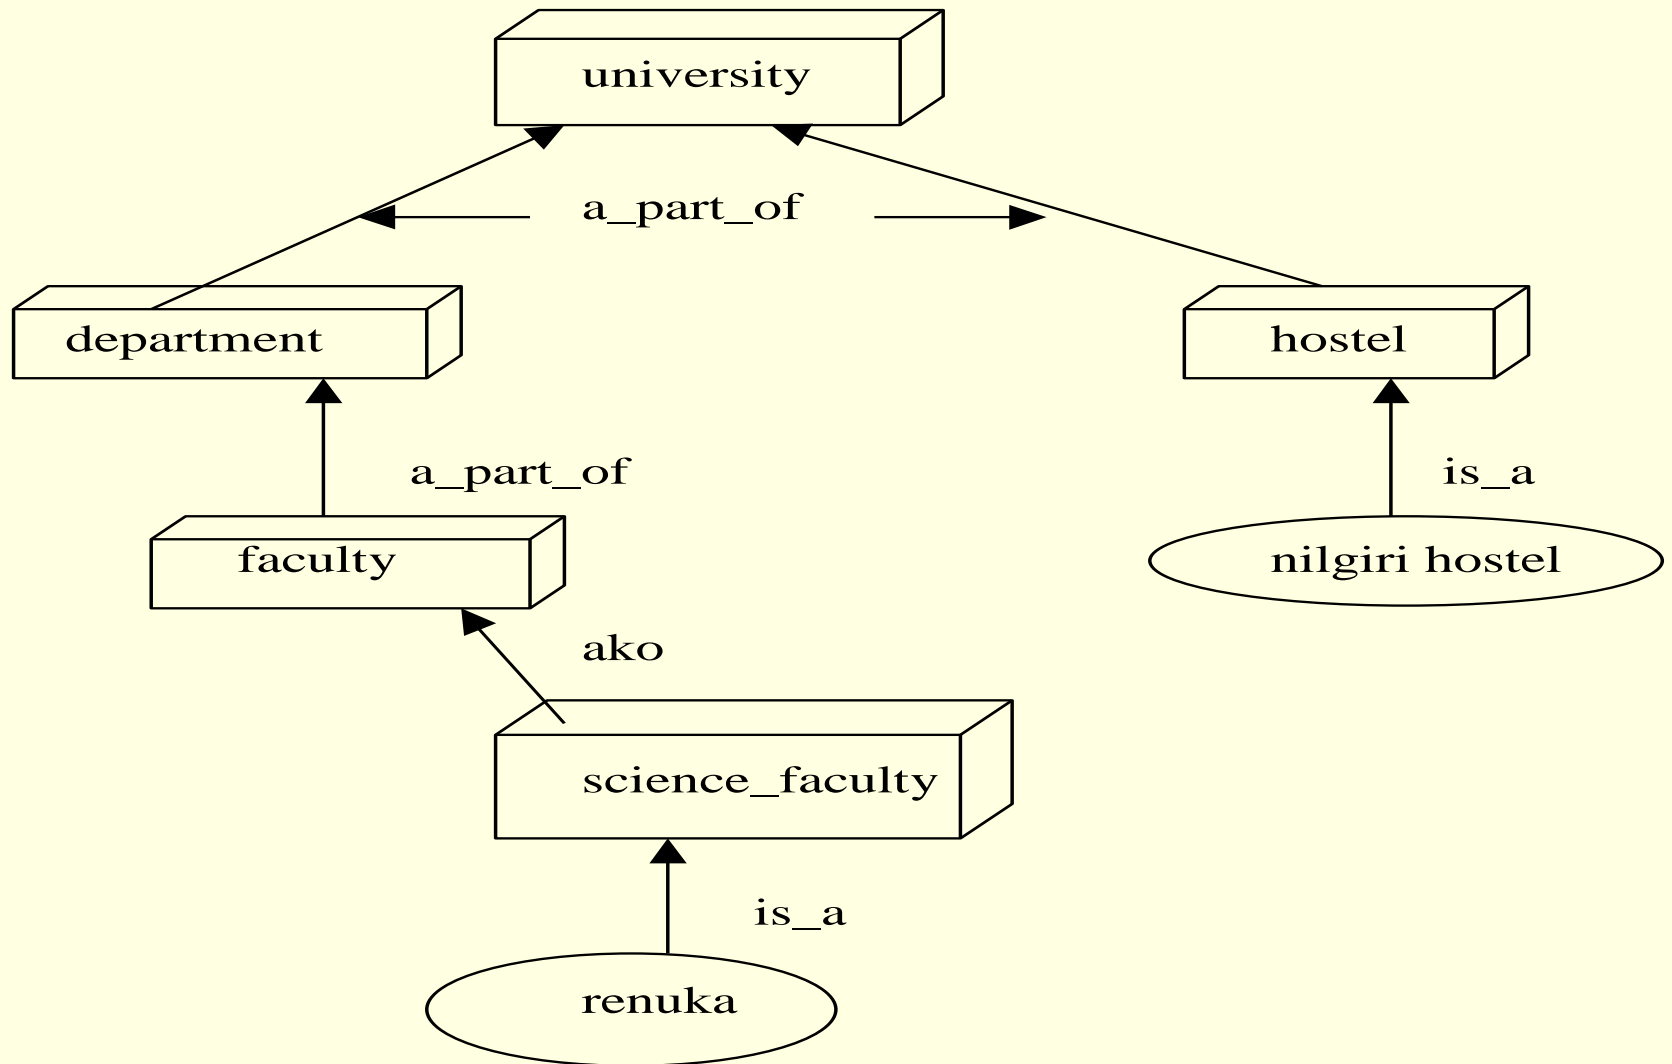 university
a_part_of
department
hostel
a_part_of
is_a
faculty
nilgiri hostel
ako
science_faculty
is_a
renuka